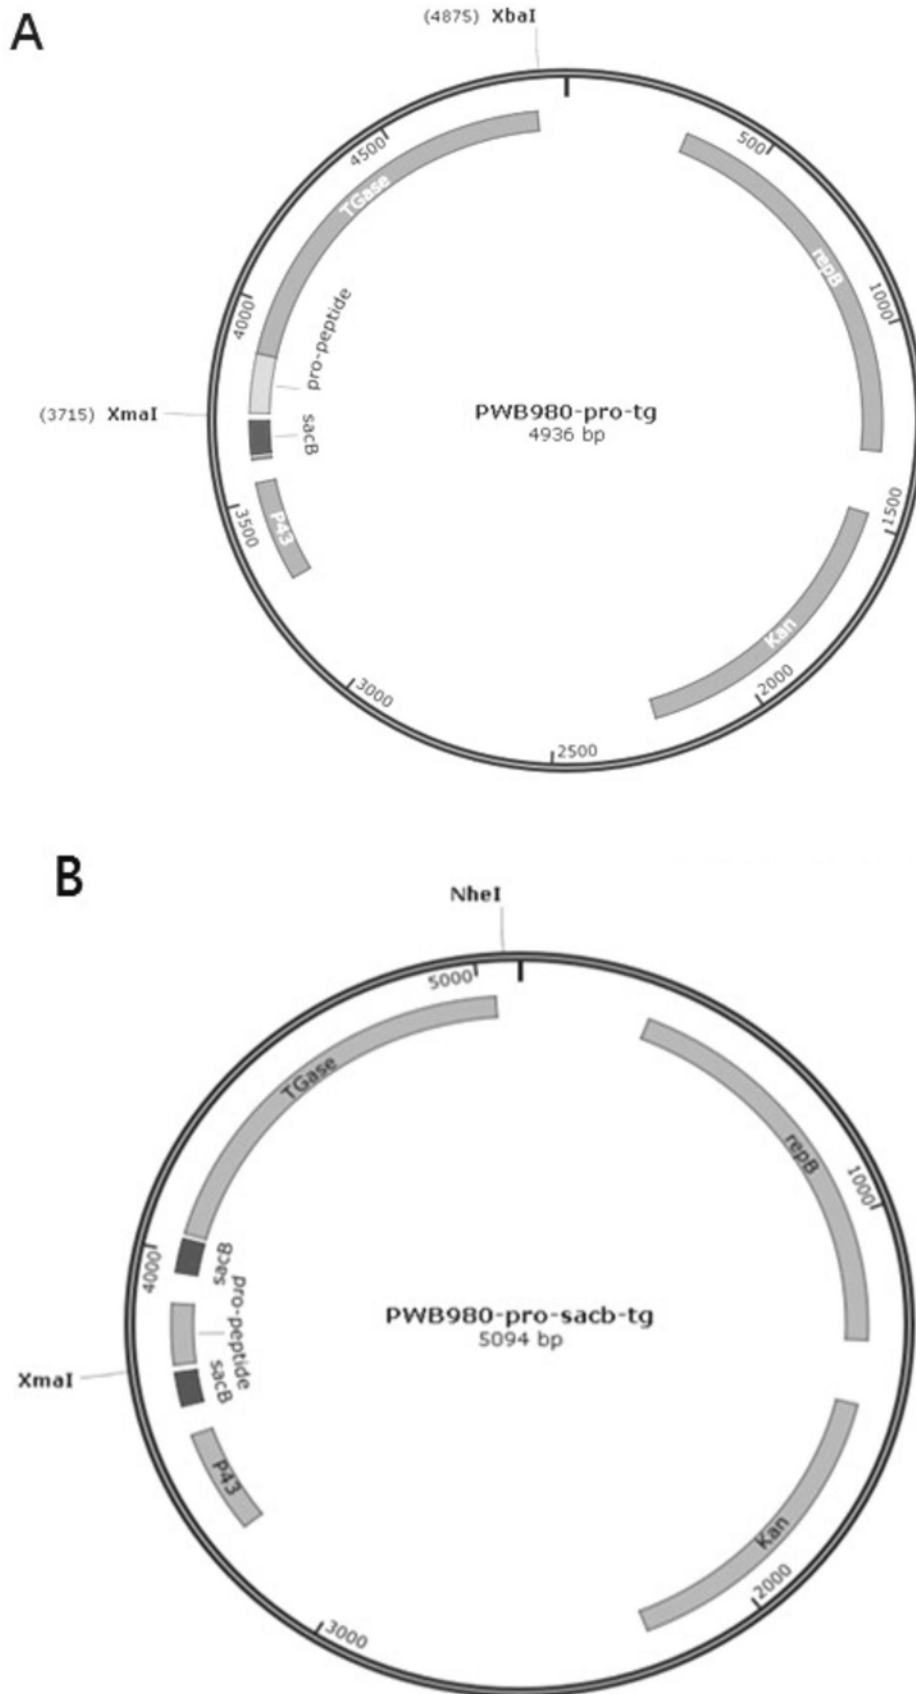 A
(4875) XbaI
4500
500
TGase
repB
4000
1000
pro-peptide
(3715) XmaI
PWB980-pro-tg
4936 bp
sacB
3500
P43
1500
Kan
3000
2000
2500
B
NheI
5000
TGase
repB
1000
4000
sacB
pro-peptide
PWB980-pro-sacb-tg
5094 bp
XmaI
sacB
P43
Kan
2000
3000